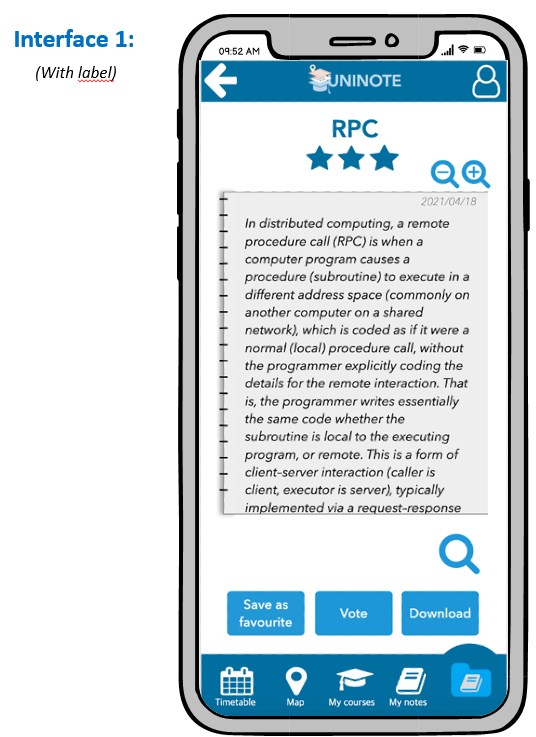 Interface 1:
(With label)
09:52 AM
UNINOTE
RPC
2021/04/18
In distributed computing, a remote
procedure call (RPC) is when a
computer program causes a
procedure (subroutine) to execute in a
different address space (commonly on
another computer on a shared
network), which is coded as if it were a
normal (local) procedure call, without
the programmer explicitly coding the
details for the remote interaction. That
is, the programmer writes essentially
the same code whether the
subroutine is local to the executing
program, or remote. This is a form of
client-server interaction (caller is
client, executor is server), typically
implemented via a request-response
Save as
favourite
Vote
Download
Timetable
Map
My courses
My notes